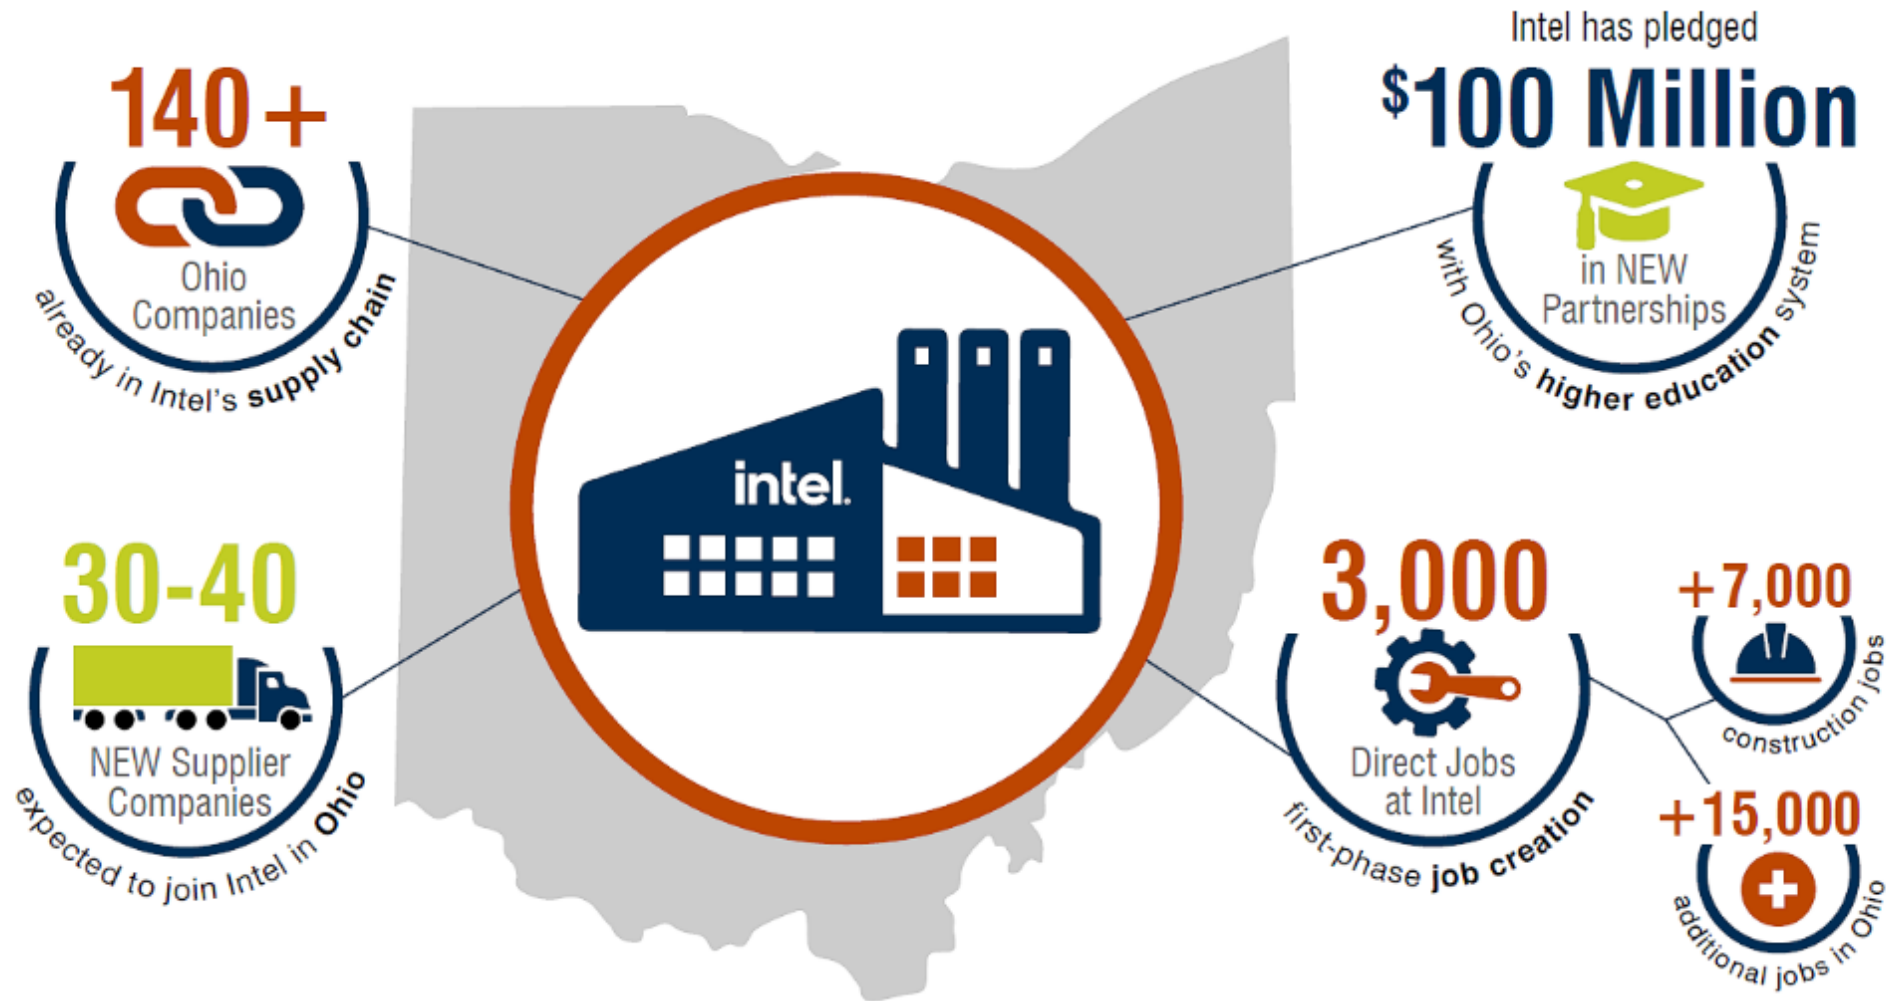 140+
Ohio
Companies
already in Intel's supply chain
Intel has pledged
$100 Million
in NEW
Partnerships
with Ohio's higher education system
intel.
30-40
NEW Supplier
Companies
expected to join Intel in Ohio
3,000
Direct Jobs
at Intel
first-phase job creation
+7,000
construction jobs
+15,000
additional jobs in Ohio